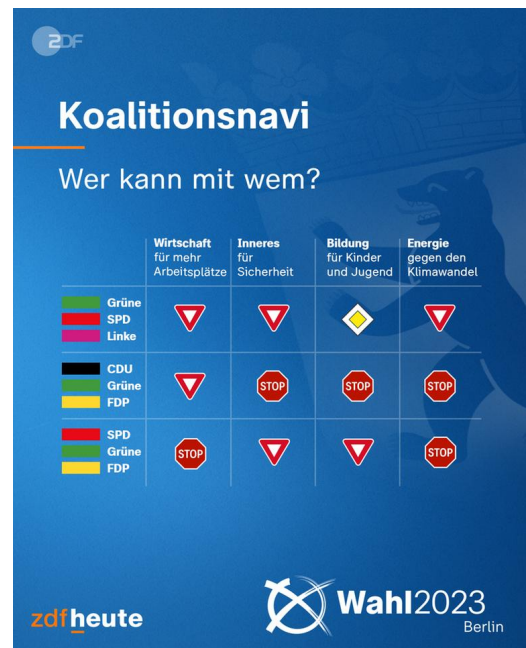 ZDF
Koalitionsnavi
Wer kann mit wem?
Wirtschaft
für mehr
Arbeitsplätze
Inneres
für
Sicherheit
Bildung
für Kinder
und Jugend
Energie
gegen den
Klimawandel
Grüne
SPD
Linke
CDU
Grüne
FDP
STOP
STOP
STOP
SPD
Grüne
FDP
STOP
STOP
zdfheute
Wahl2023
Berlin